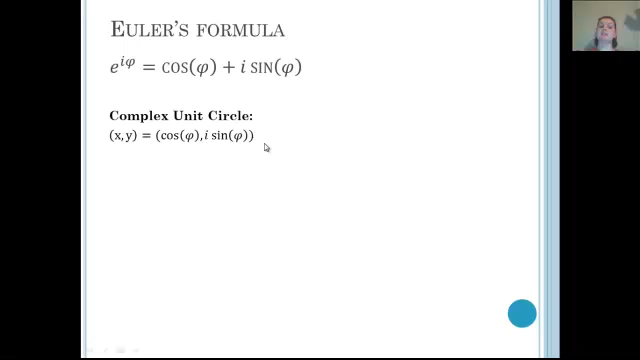 EULER'S FORMULA
e^{iφ} = COS(φ) + i SIN(φ)
Complex Unit Circle:
(x, y) = (cos(φ), i sin(φ))